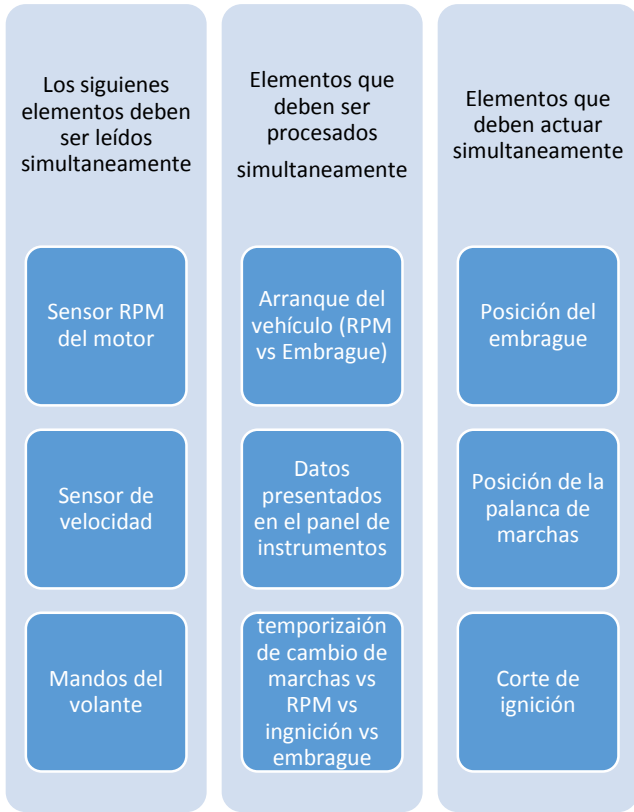 Los siguienes
elementos deben
ser leídos
simultaneamente
Sensor RPM
del motor
Sensor de
velocidad
Mandos del
volante
Elementos que
deben ser
procesados
simultaneamente
Arranque del
vehículo (RPM
vs Embrague)
Datos
presentados
en el panel de
instrumentos
temporizaión
de cambio de
marchas vs
RPM vs
ingnición vs
embrague
Elementos que
deben actuar
simultaneamente
Posición del
embrague
Posición de la
palanca de
marchas
Corte de
ignición